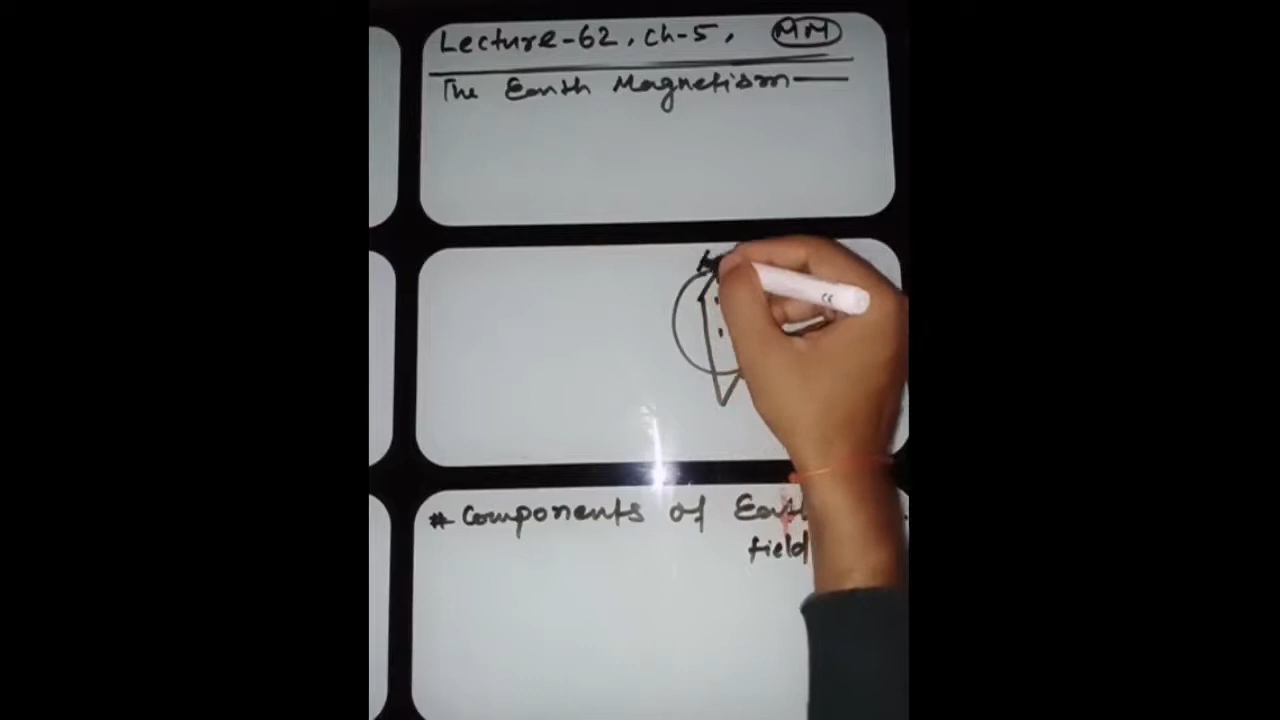 Lecture-62, ch-5, MM
The Earth Magnetism
# Components of Earth
field